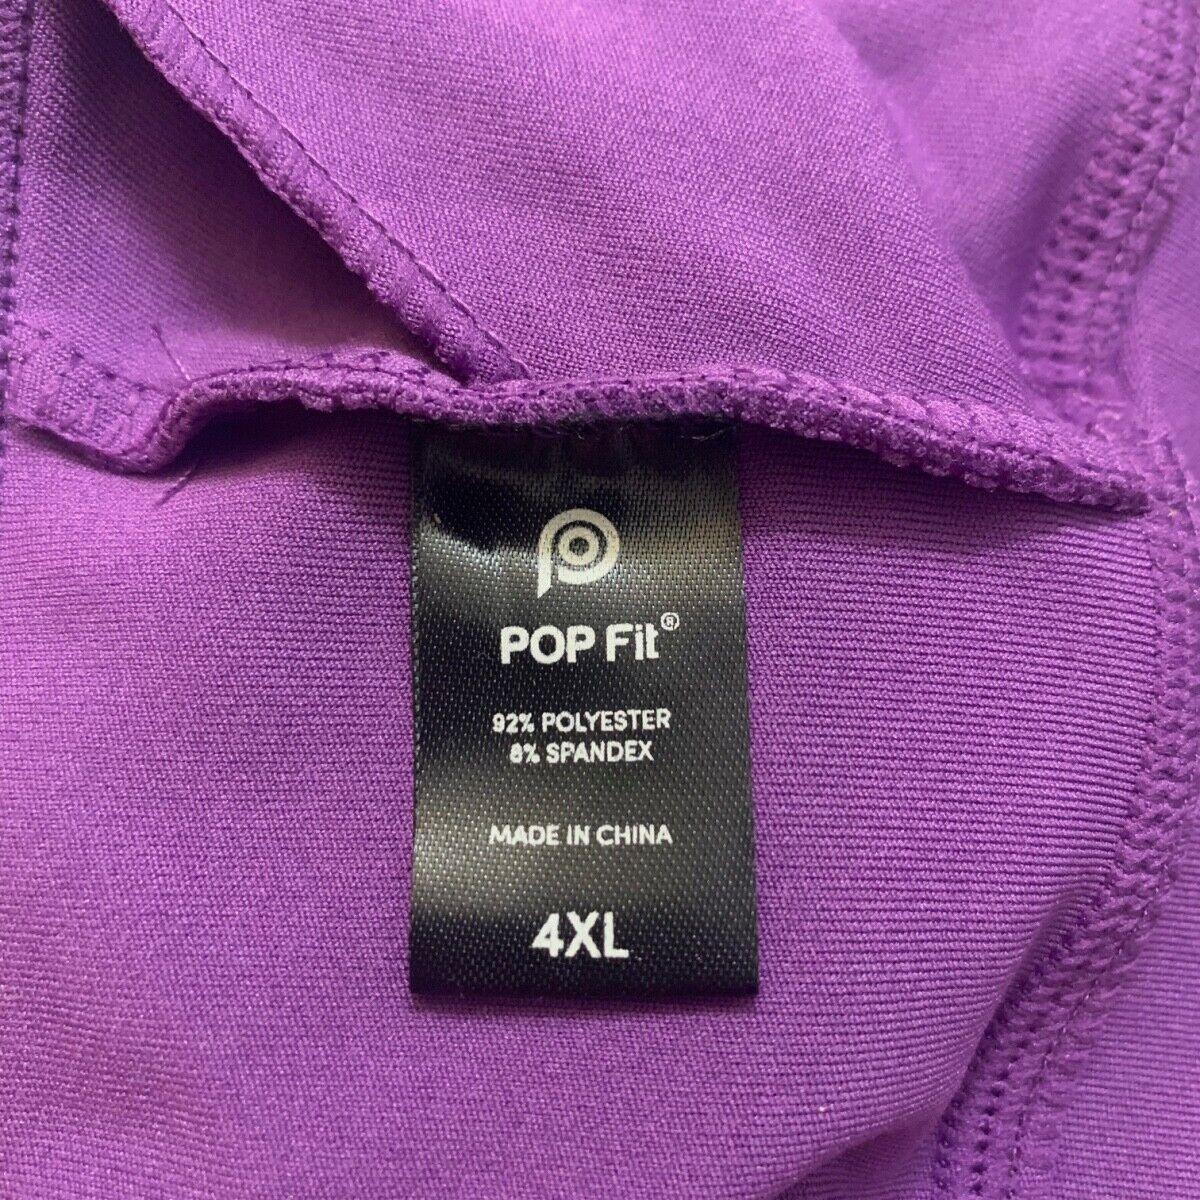 POP Fit®
92% POLYESTER
8% SPANDEX
MADE IN CHINA
4XL